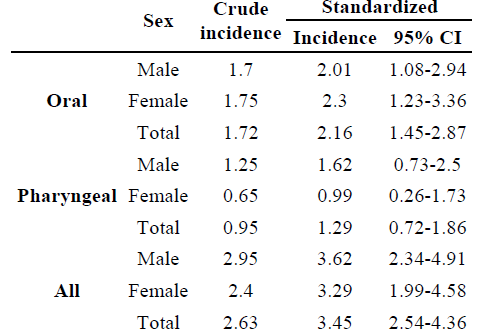 Sex Crude incidence Standardized
Incidence 95% CI
Male 1.7 2.01 1.08-2.94
Oral Female 1.75 2.3 1.23-3.36
Total 1.72 2.16 1.45-2.87
Male 1.25 1.62 0.73-2.5
Pharyngeal Female 0.65 0.99 0.26-1.73
Total 0.95 1.29 0.72-1.86
Male 2.95 3.62 2.34-4.91
All Female 2.4 3.29 1.99-4.58
Total 2.63 3.45 2.54-4.36